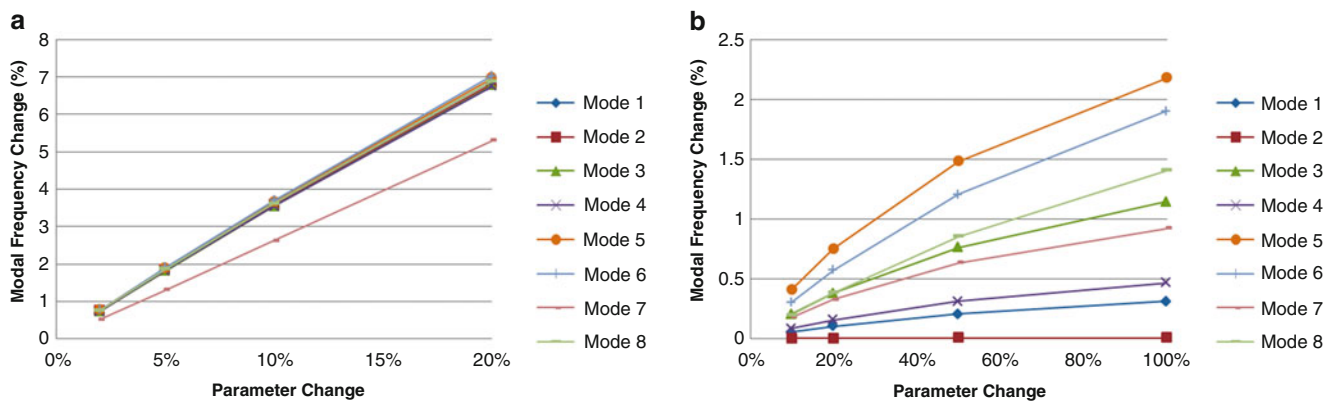 a
Modal Frequency Change (%)
8
7
6
5
4
3
2
1
0
0% 5% 10% 15% 20%
Parameter Change
Mode 1
Mode 2
Mode 3
Mode 4
Mode 5
Mode 6
Mode 7
Mode 8
b
Modal Frequency Change (%)
2.5
2
1.5
1
0.5
0
0% 20% 40% 60% 80% 100%
Parameter Change
Mode 1
Mode 2
Mode 3
Mode 4
Mode 5
Mode 6
Mode 7
Mode 8